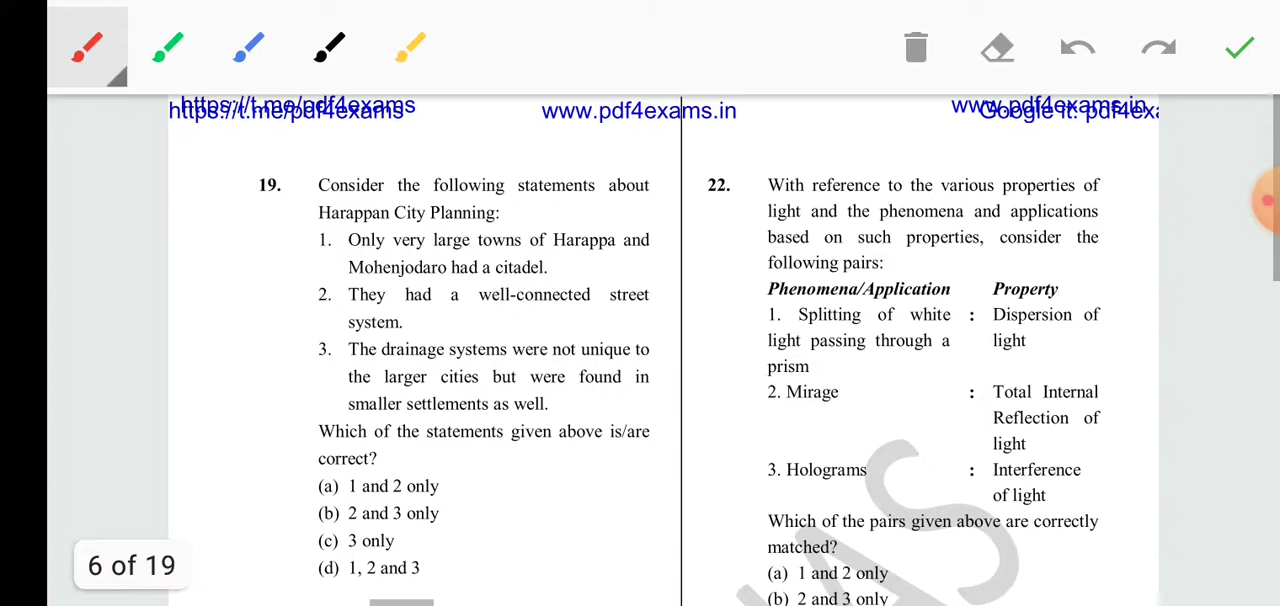 https://t.me/pdf4exams
https://t.me/pdf4exams
www.pdf4exams.in
www.pdf4exams.in
Google it: pdf4exa
19. Consider the following statements about
Harappan City Planning:
1. Only very large towns of Harappa and
Mohenjodaro had a citadel.
2. They had a well-connected street
system.
3. The drainage systems were not unique to
the larger cities but were found in
smaller settlements as well.
Which of the statements given above is/are
correct?
(a) 1 and 2 only
(b) 2 and 3 only
(c) 3 only
(d) 1, 2 and 3
22. With reference to the various properties of
light and the phenomena and applications
based on such properties, consider the
following pairs:
Phenomena/Application Property
1. Splitting of white : Dispersion of
light passing through a light
prism
2. Mirage : Total Internal
Reflection of
light
3. Holograms : Interference
of light
Which of the pairs given above are correctly
matched?
(a) 1 and 2 only
(b) 2 and 3 only
AS
6 of 19